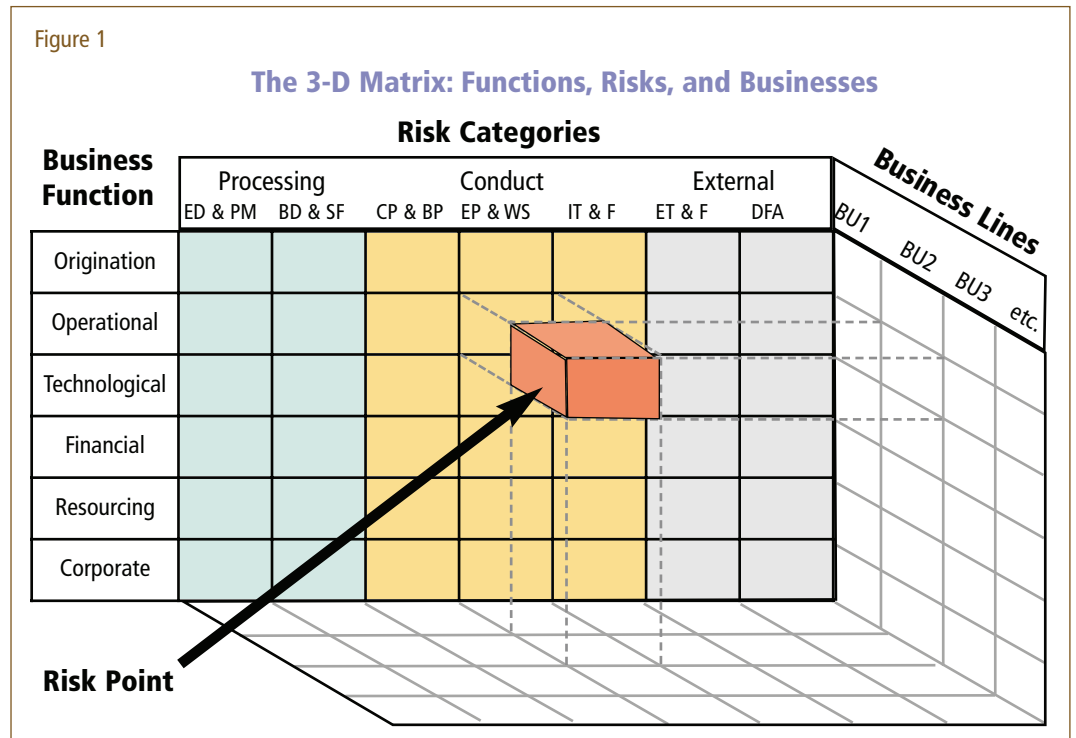 Figure 1
The 3-D Matrix: Functions, Risks, and Businesses
Risk Categories
Business
Function
Business Lines
Processing Conduct External
ED & PM BD & SF CP & BP EP & WS IT & F ET & F DFA
BU1 BU2 BU3 etc.
Origination
Operational
Technological
Financial
Resourcing
Corporate
Risk Point